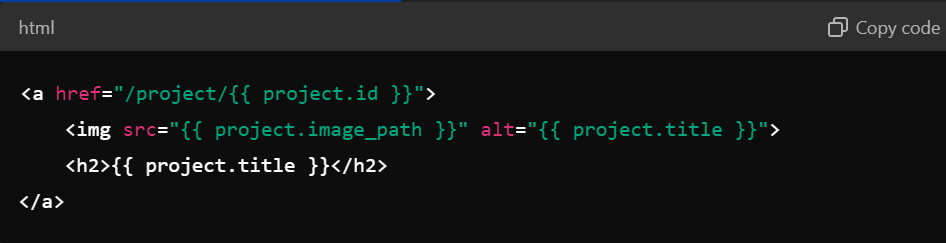 html Copy code
<a href="/project/{{ project.id }}">
    <img src="{{ project.image_path }}" alt="{{ project.title }}">
    <h2>{{ project.title }}</h2>
</a>